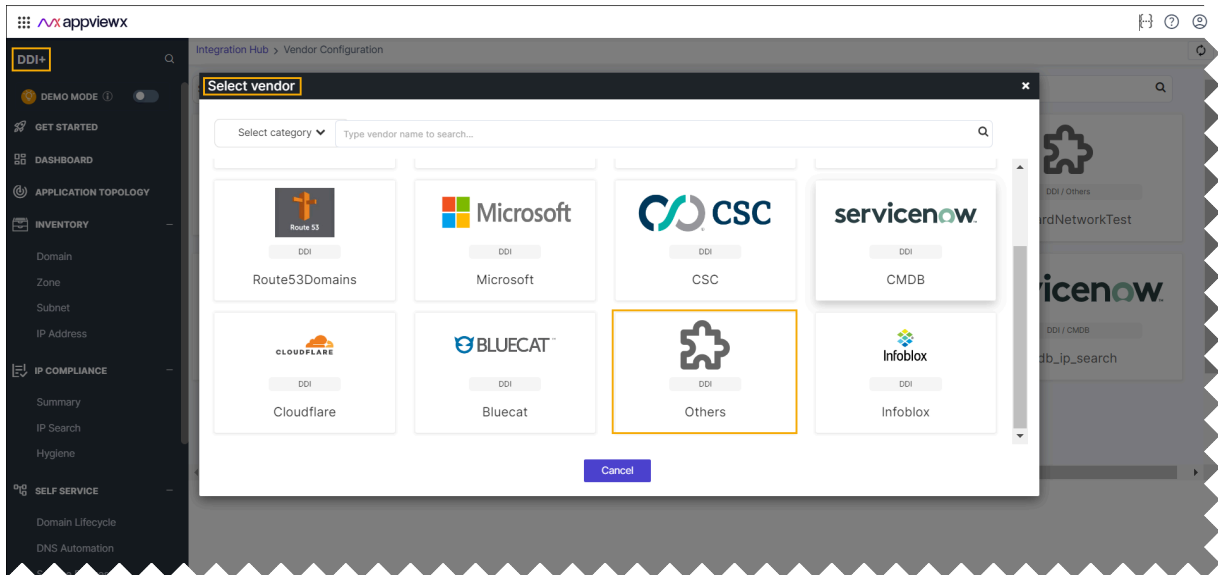 appviewx
DDI+
Integration Hub > Vendor Configuration
Select vendor
DEMO MODE
GET STARTED
DASHBOARD
APPLICATION TOPOLOGY
INVENTORY
Domain
Zone
Subnet
IP Address
IP COMPLIANCE
Summary
IP Search
Hygiene
SELF SERVICE
Domain Lifecycle
DNS Automation
Select category
Type vendor name to search...
Route 53
DDI
Route53Domains
Microsoft
DDI
Microsoft
CSC
DDI
CSC
servicenow
DDI
CMDB
CLOUDFLARE
DDI
Cloudflare
BLUECAT
DDI
Bluecat
DDI
Others
Infoblox
DDI
Infoblox
Cancel
DDI / Others
rdNetworkTest
icenow
DDI / CMDB
db_ip_search